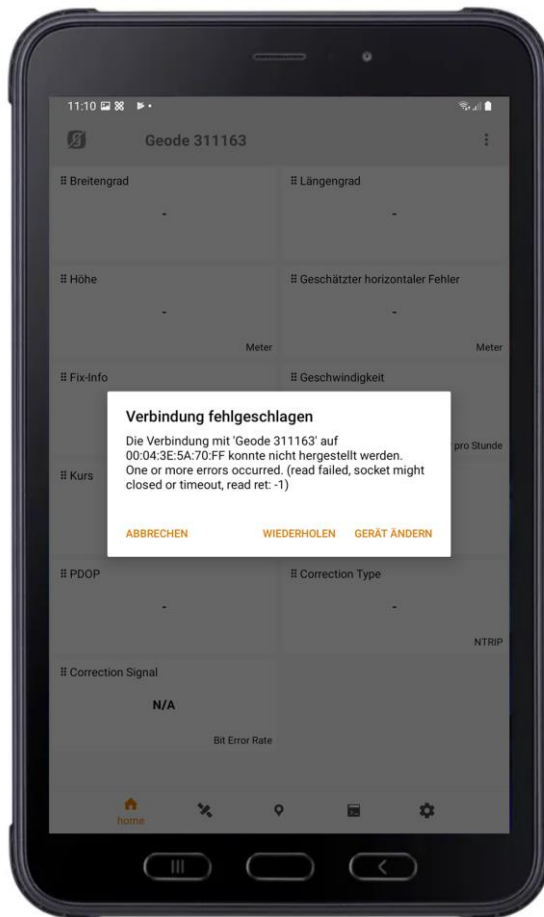 11:10
Geode 311163
Breitengrad
Längengrad
-
-
Höhe
Geschätzter horizontaler Fehler
-
-
Meter
Meter
Fix-Info
Geschwindigkeit
pro Stunde
Verbindung fehlgeschlagen
Die Verbindung mit 'Geode 311163' auf
00:04:3E:5A:70:FF konnte nicht hergestellt werden.
One or more errors occurred. (read failed, socket might
closed or timeout, read ret: -1)
ABBRECHEN WIEDERHOLEN GERÄT ÄNDERN
Kurs
PDOP
Correction Type
-
-
NTRIP
Correction Signal
N/A
Bit Error Rate
home